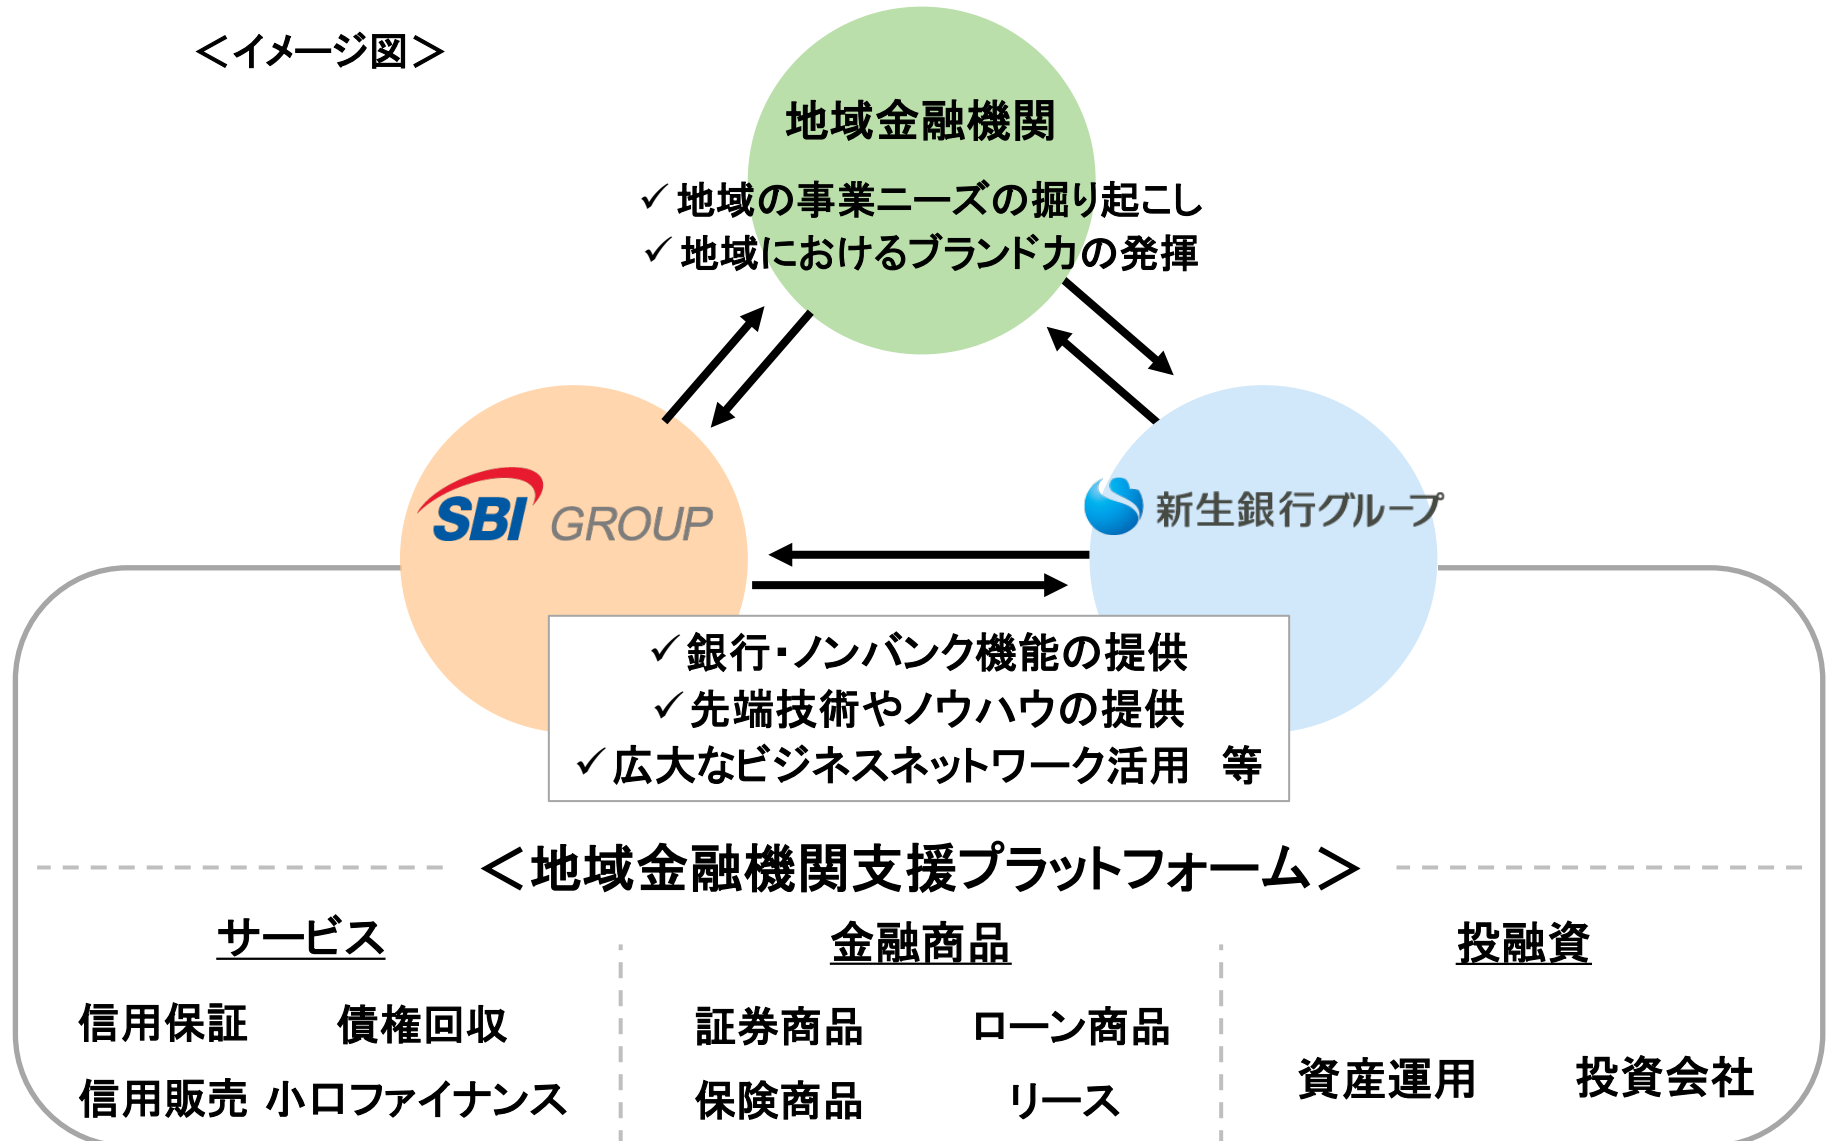 ＜イメージ図＞
地域金融機関
✓地域の事業ニーズの掘り起こし
✓地域におけるブランド力の発揮
SBI GROUP
新生銀行グループ
✓銀行・ノンバンク機能の提供
✓先端技術やノウハウの提供
✓広大なビジネスネットワーク活用　等
＜地域金融機関支援プラットフォーム＞
サービス
信用保証　債権回収
信用販売　小口ファイナンス
金融商品
証券商品　ローン商品
保険商品　リース
投融資
資産運用　投資会社